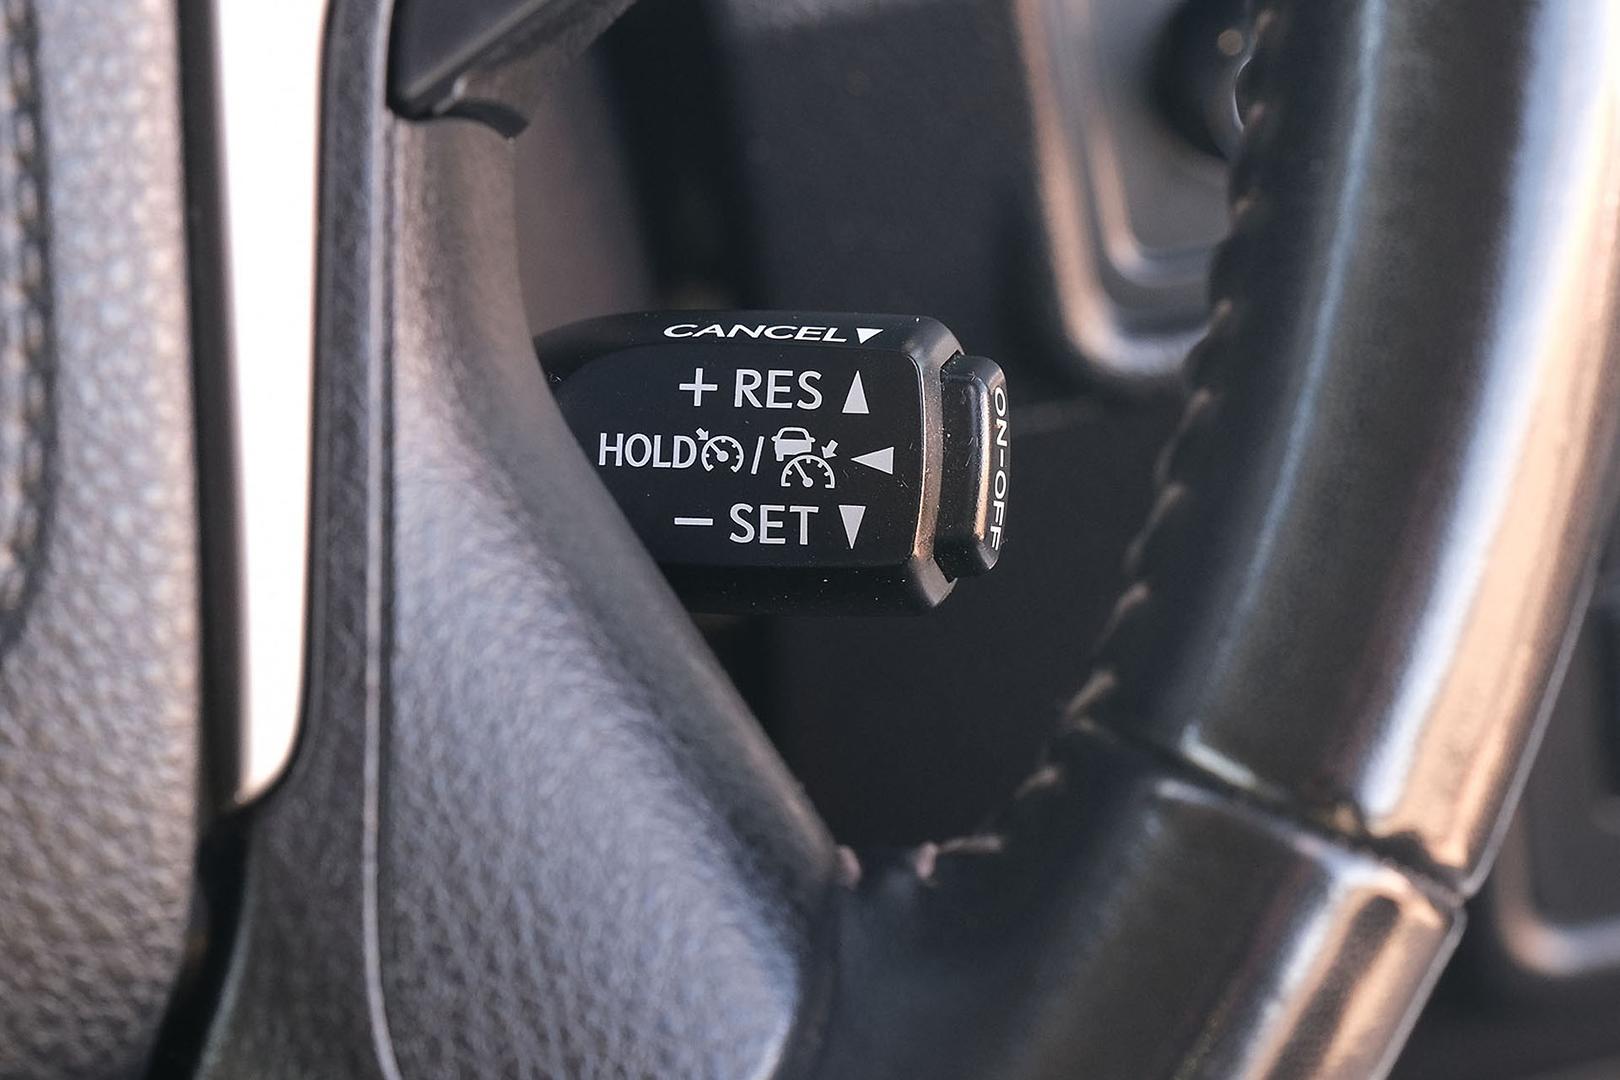 CANCEL▼
+ RES ▲
HOLD / ◀
− SET ▼
ON-OFF